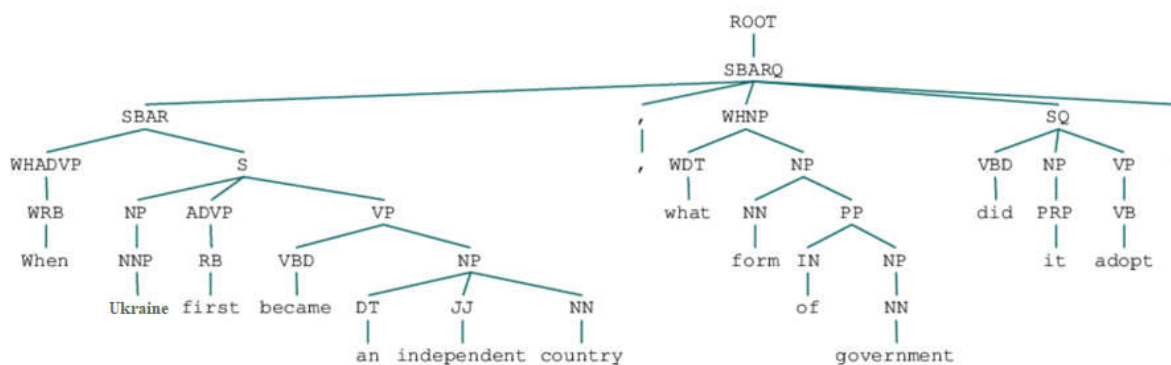 ROOT
SBARQ
SBAR , WHNP SQ
WHADVP S , WDT NP VBD NP VP
WRB NP ADVP VP what NN PP did PRP VB
When NNP RB VBD NP form IN NP it adopt
Ukraine first became DT JJ NN of NN
an independent country government